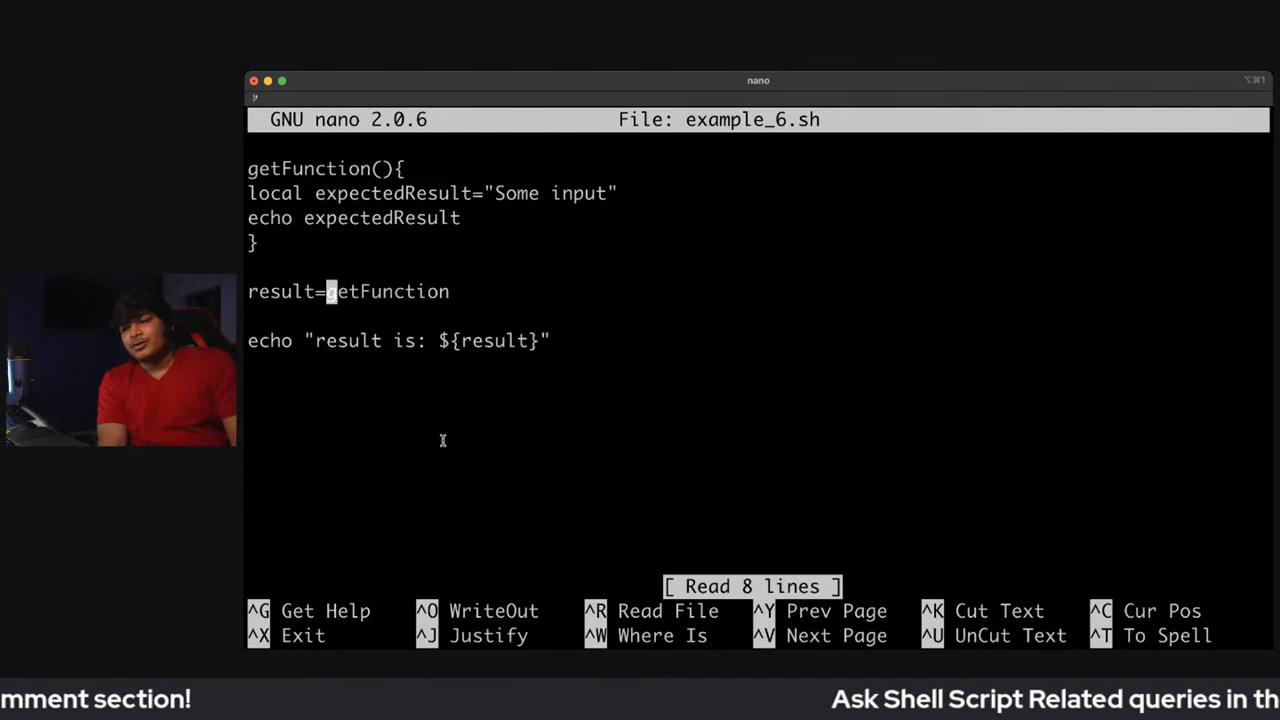 nano
⌥⌘1
GNU nano 2.0.6 File: example_6.sh
getFunction(){
local expectedResult="Some input"
echo expectedResult
}
result=getFunction
echo "result is: ${result}"
[ Read 8 lines ]
^G Get Help ^O WriteOut ^R Read File ^Y Prev Page ^K Cut Text ^C Cur Pos
^X Exit ^J Justify ^W Where Is ^V Next Page ^U UnCut Text ^T To Spell
mment section! Ask Shell Script Related queries in th